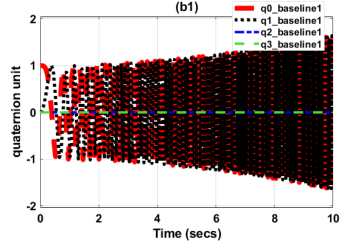 (b1)
q0_baseline1
q1_baseline1
q2_baseline1
q3_baseline1
quaternion unit
2
1
0
-1
-2
0 2 4 6 8 10
Time (secs)